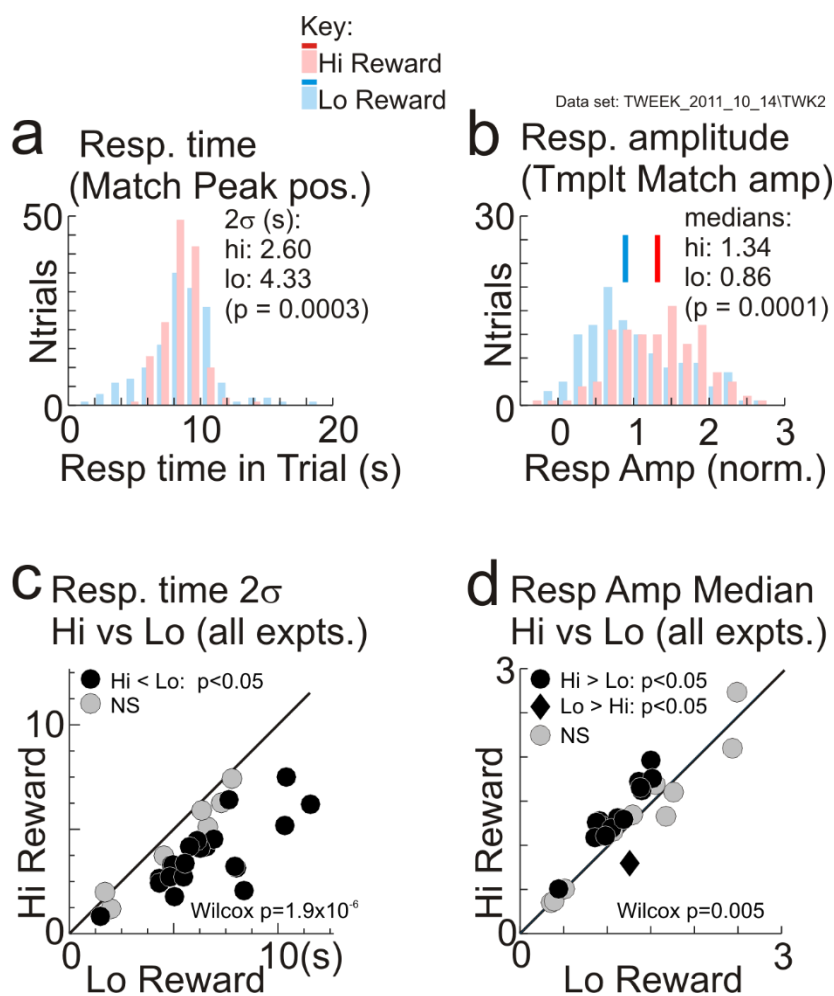 Key:
Hi Reward
Lo Reward
Data set: TWEEK_2011_10_14\TWK2
a
Resp. time
(Match Peak pos.)
50
2σ (s):
hi: 2.60
lo: 4.33
(p = 0.0003)
Ntrials
0
0 10 20
Resp time in Trial (s)
b
Resp. amplitude
(Tmplt Match amp)
30
medians:
hi: 1.34
lo: 0.86
(p = 0.0001)
Ntrials
0
0 1 2 3
Resp Amp (norm.)
c
Resp. time 2σ
Hi vs Lo (all expts.)
Hi < Lo: p<0.05
NS
10
Hi Reward
Wilcox p=1.9x10-6
0
0 10(s)
Lo Reward
d
Resp Amp Median
Hi vs Lo (all expts.)
3
Hi > Lo: p<0.05
Lo > Hi: p<0.05
NS
Hi Reward
Wilcox p=0.005
0
0 3
Lo Reward